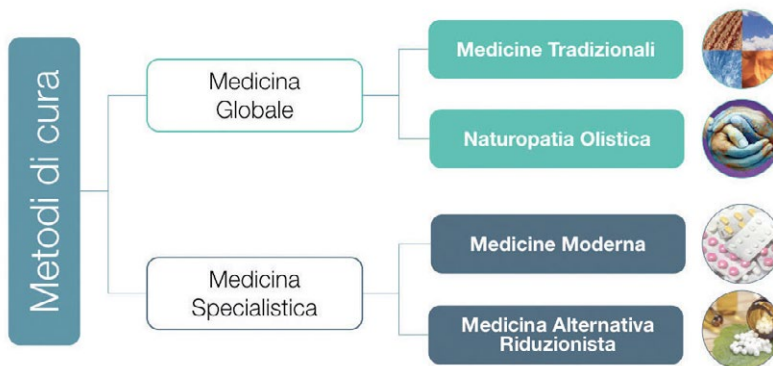 Metodi di cura
Medicina
Globale
Medicine Tradizionali
Naturopatia Olistica
Medicina
Specialistica
Medicine Moderna
Medicina Alternativa
Riduzionista